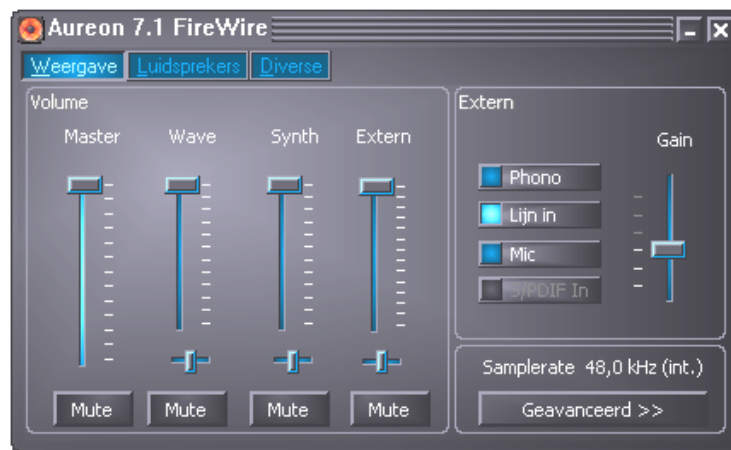 Aureon 7.1 FireWire
Weergave Luidsprekers Diverse
Volume
Master Wave Synth Extern
Mute Mute Mute Mute
Extern
Gain
Phono
Lijn in
Mic
S/PDIF In
Samplerate 48,0 kHz (int.)
Geavanceerd >>